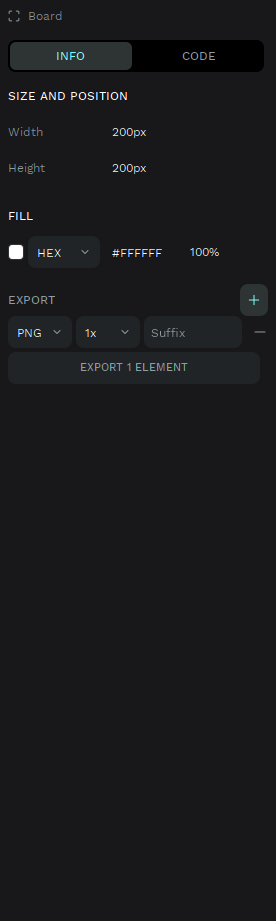 Board
INFO CODE
SIZE AND POSITION
Width 200px
Height 200px
FILL
HEX #FFFFFF 100%
EXPORT
PNG 1x Suffix
EXPORT 1 ELEMENT